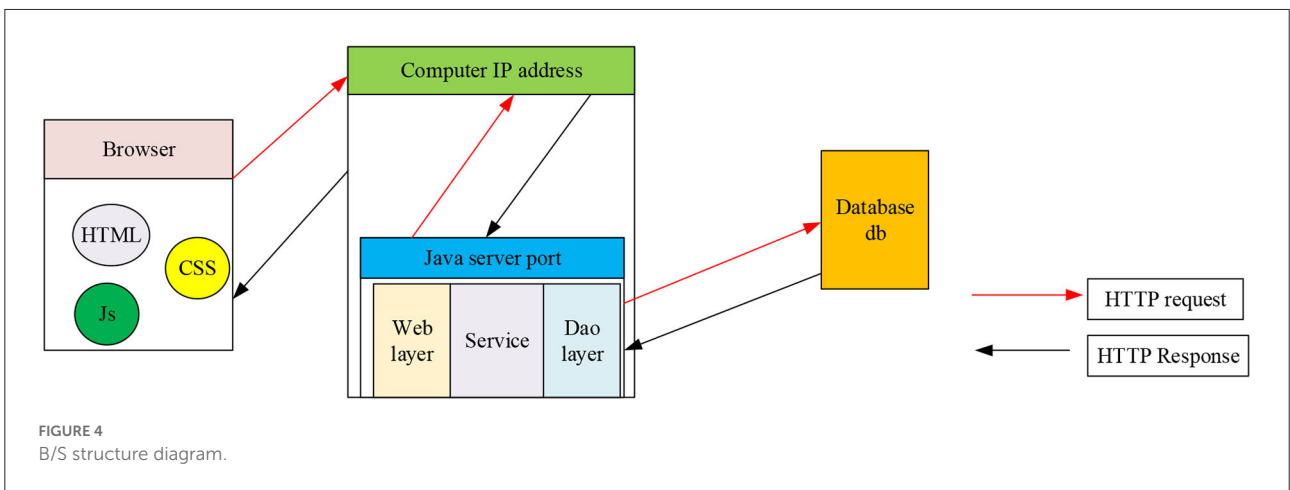 Computer IP address
Browser
HTML
CSS
Js
Java server port
Web
layer
Service
Dao
layer
Database
db
HTTP request
HTTP Response
FIGURE 4
B/S structure diagram.